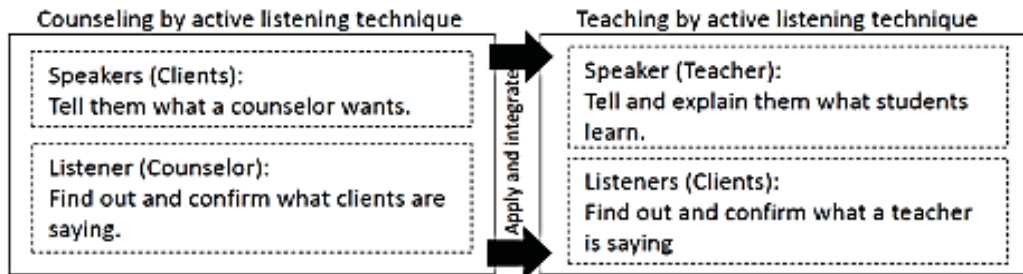 Counseling by active listening technique
Speakers (Clients):
Tell them what a counselor wants.
Listener (Counselor):
Find out and confirm what clients are
saying.
Apply and integrate
Teaching by active listening technique
Speaker (Teacher):
Tell and explain them what students
learn.
Listeners (Clients):
Find out and confirm what a teacher
is saying